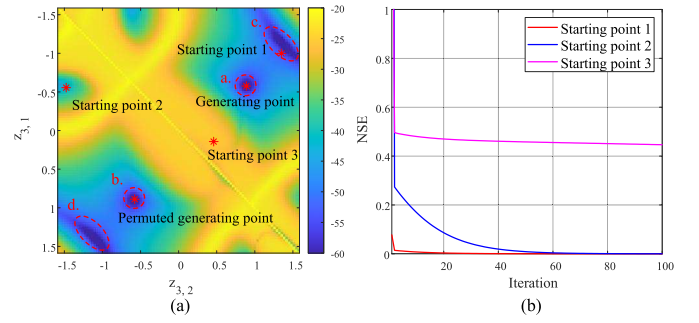 -1.5
-1
-0.5
0
0.5
1
1.5
z3, 1
-1.5 -1 -0.5 0 0.5 1 1.5
z3, 2
c.
Starting point 1
a.
Generating point
Starting point 2
Starting point 3
b.
d.
Permuted generating point
-20
-25
-30
-35
-40
-45
-50
-55
-60
(a)
1
0.8
0.6
0.4
0.2
0
NSE
Starting point 1
Starting point 2
Starting point 3
20 40 60 80 100
Iteration
(b)